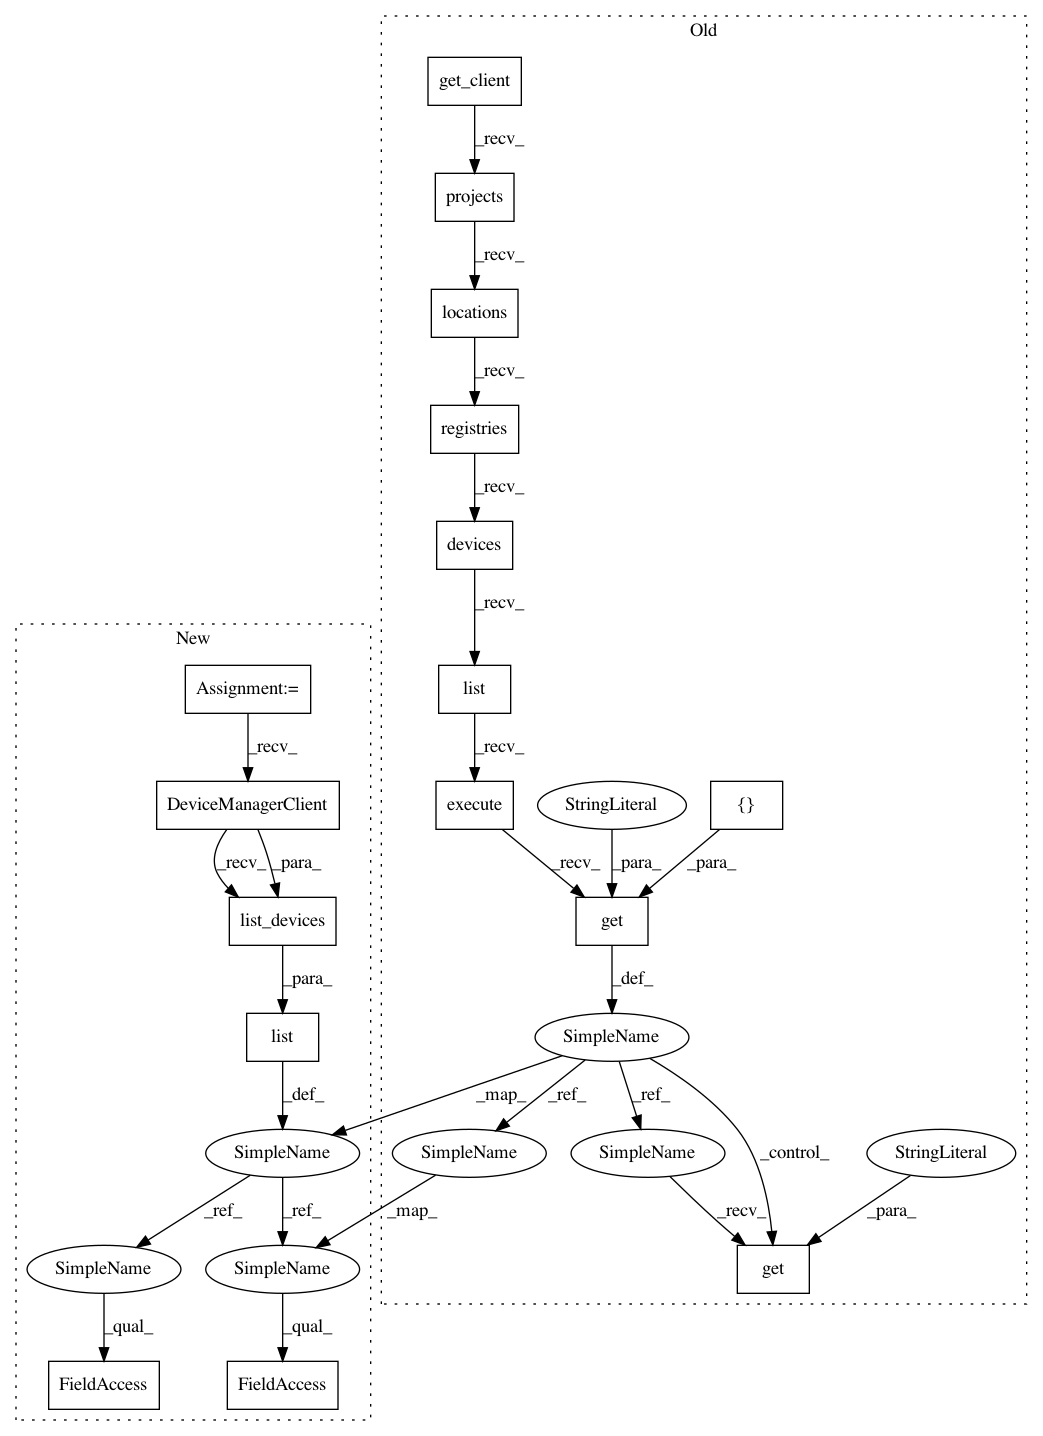 Old
get_client
_recv_
projects
_recv_
locations
_recv_
registries
_recv_
devices
_recv_
New
Assignment:=
list
_recv_
_recv_
DeviceManagerClient
execute
StringLiteral
{}
_recv_
_para_
_recv_
_para_
_para_
list_devices
get
_para_
_def_
list
SimpleName
_def_
_map_
_ref_
_ref_
SimpleName
SimpleName
SimpleName
_control_
StringLiteral
_ref_
_ref_
_map_
_recv_
_para_
SimpleName
SimpleName
get
_qual_
_qual_
FieldAccess
FieldAccess